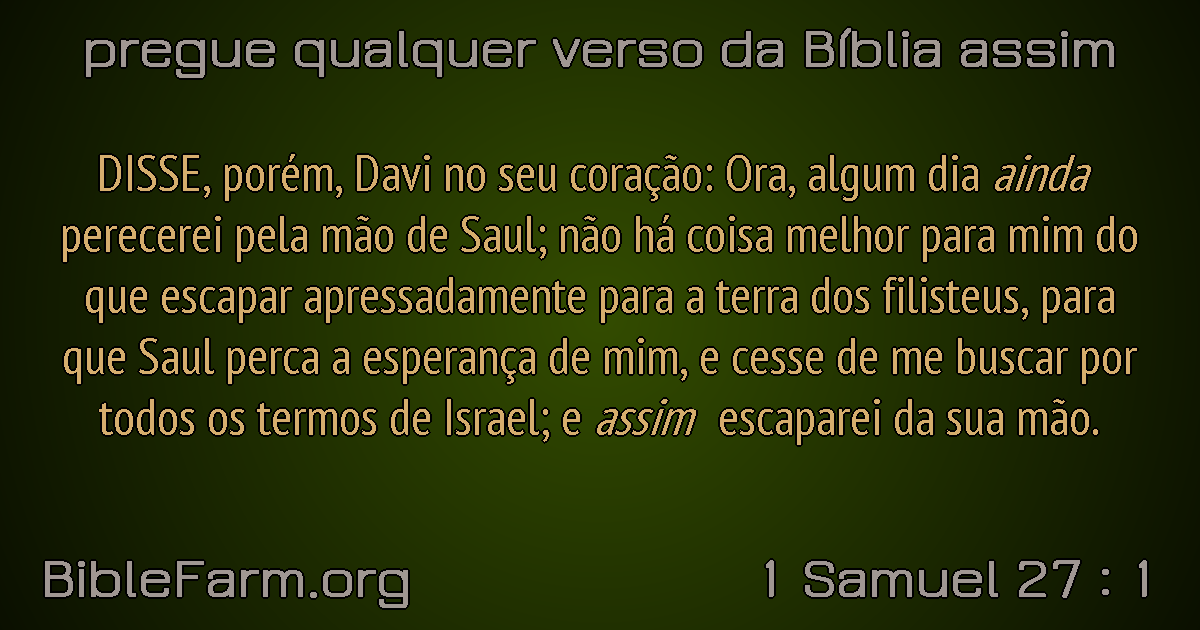 pregue qualquer verso da Bíblia assim
DISSE, porém, Davi no seu coração: Ora, algum dia ainda
perecerei pela mão de Saul; não há coisa melhor para mim do
que escapar apressadamente para a terra dos filisteus, para
que Saul perca a esperança de mim, e cesse de me buscar por
todos os termos de Israel; e assim escaparei da sua mão.
BibleFarm.org
1 Samuel 27 : 1